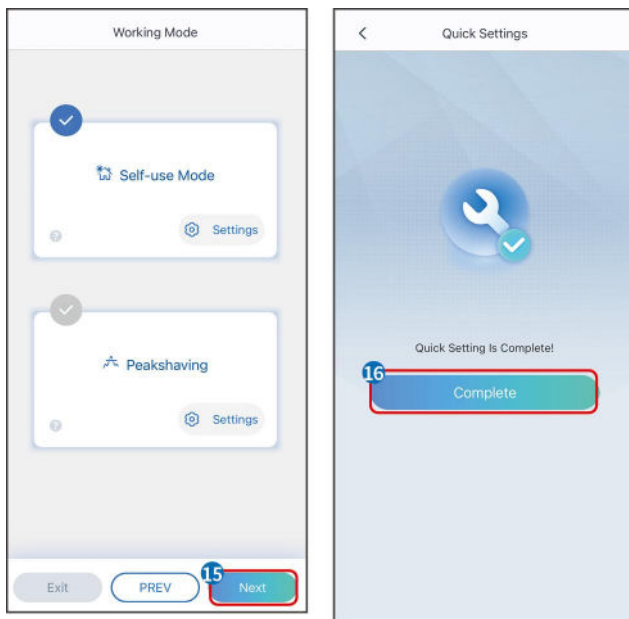 Working Mode
Self-use Mode
Settings
Peakshaving
Settings
Exit
PREV
15
Next
Quick Settings
Quick Setting Is Complete!
16
Complete